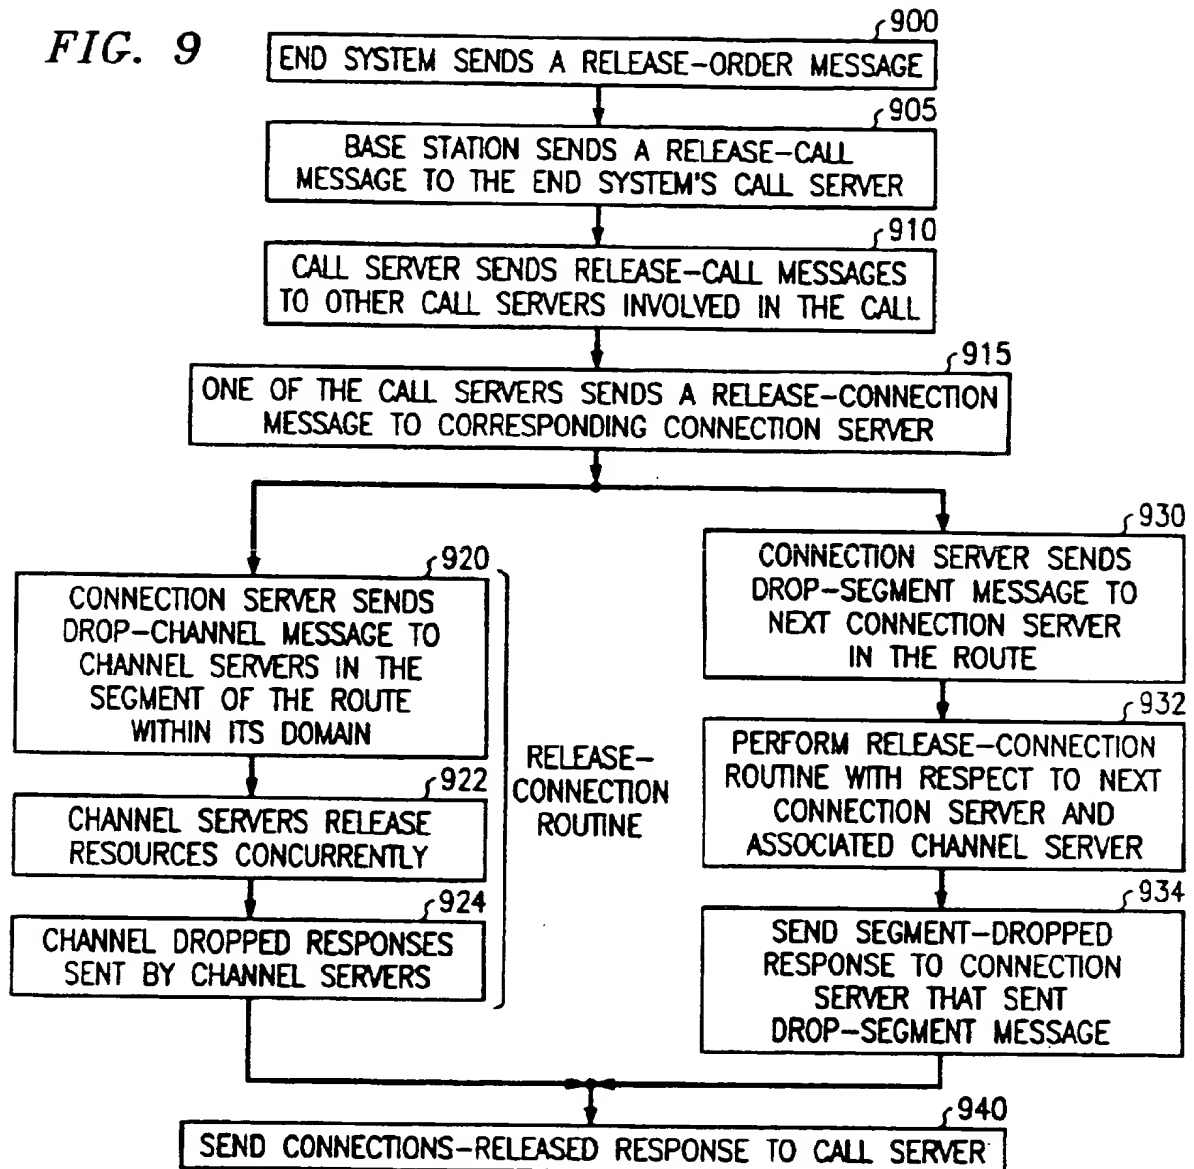 FIG. 9
900
END SYSTEM SENDS A RELEASE-ORDER MESSAGE
905
BASE STATION SENDS A RELEASE-CALL
MESSAGE TO THE END SYSTEM'S CALL SERVER
910
CALL SERVER SENDS RELEASE-CALL MESSAGES
TO OTHER CALL SERVERS INVOLVED IN THE CALL
915
ONE OF THE CALL SERVERS SENDS A RELEASE-CONNECTION
MESSAGE TO CORRESPONDING CONNECTION SERVER
920
CONNECTION SERVER SENDS
DROP-CHANNEL MESSAGE TO
CHANNEL SERVERS IN THE
SEGMENT OF THE ROUTE
WITHIN ITS DOMAIN
922
CHANNEL SERVERS RELEASE
RESOURCES CONCURRENTLY
924
CHANNEL DROPPED RESPONSES
SENT BY CHANNEL SERVERS
RELEASE-
CONNECTION
ROUTINE
930
CONNECTION SERVER SENDS
DROP-SEGMENT MESSAGE TO
NEXT CONNECTION SERVER
IN THE ROUTE
932
PERFORM RELEASE-CONNECTION
ROUTINE WITH RESPECT TO NEXT
CONNECTION SERVER AND
ASSOCIATED CHANNEL SERVER
934
SEND SEGMENT-DROPPED
RESPONSE TO CONNECTION
SERVER THAT SENT
DROP-SEGMENT MESSAGE
940
SEND CONNECTIONS-RELEASED RESPONSE TO CALL SERVER